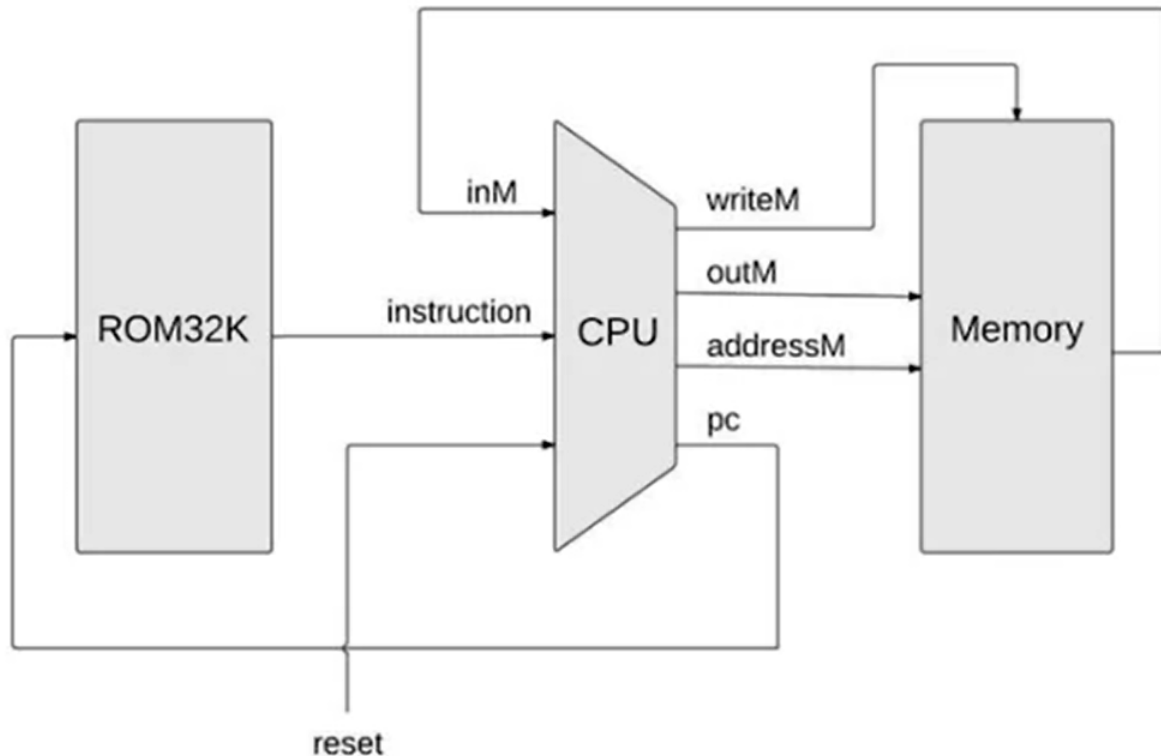 inM
writeM
outM
instruction
ROM32K
CPU
addressM
Memory
pc
reset